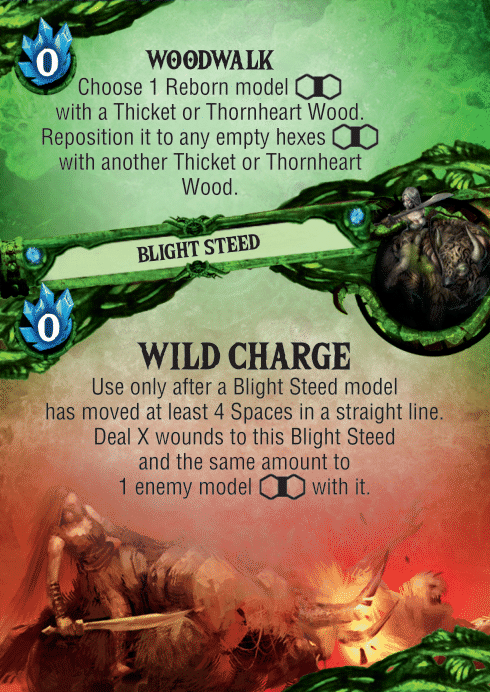 0
WOODWALK
Choose 1 Reborn model
with a Thicket or Thornheart Wood.
Reposition it to any empty hexes
with another Thicket or Thornheart
Wood.
BLIGHT STEED
0
WILD CHARGE
Use only after a Blight Steed model
has moved at least 4 Spaces in a straight line.
Deal X wounds to this Blight Steed
and the same amount to
1 enemy model with it.